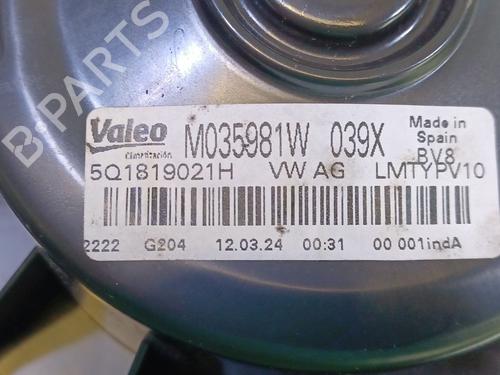 B-PARTS
Valeo M035981W 039X Made in Spain
Climatización BV8
5Q1819021H VW AG LMTYPV10
2222 G204 12.03.24 00:31 00 001indA
B-PARTS